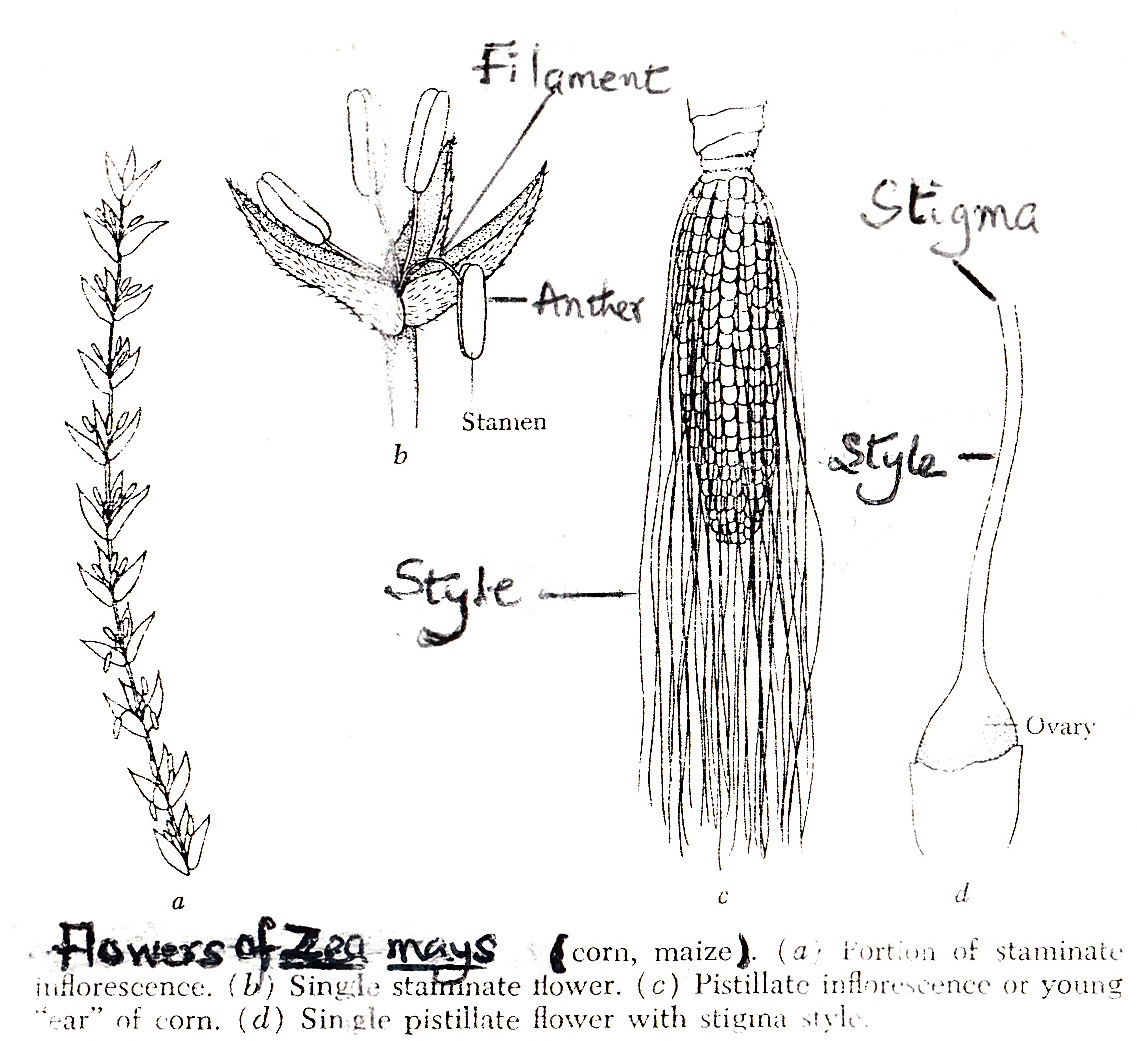 Filament
Stigma
Anther
Stamen
b
Style
Style
Ovary
a
c
d
Flowers of Zea mays (corn, maize). (a) Portion of staminate
inflorescence. (b) Single staminate flower. (c) Pistillate inflorescence or young
"ear" of corn. (d) Single pistillate flower with stigma style.